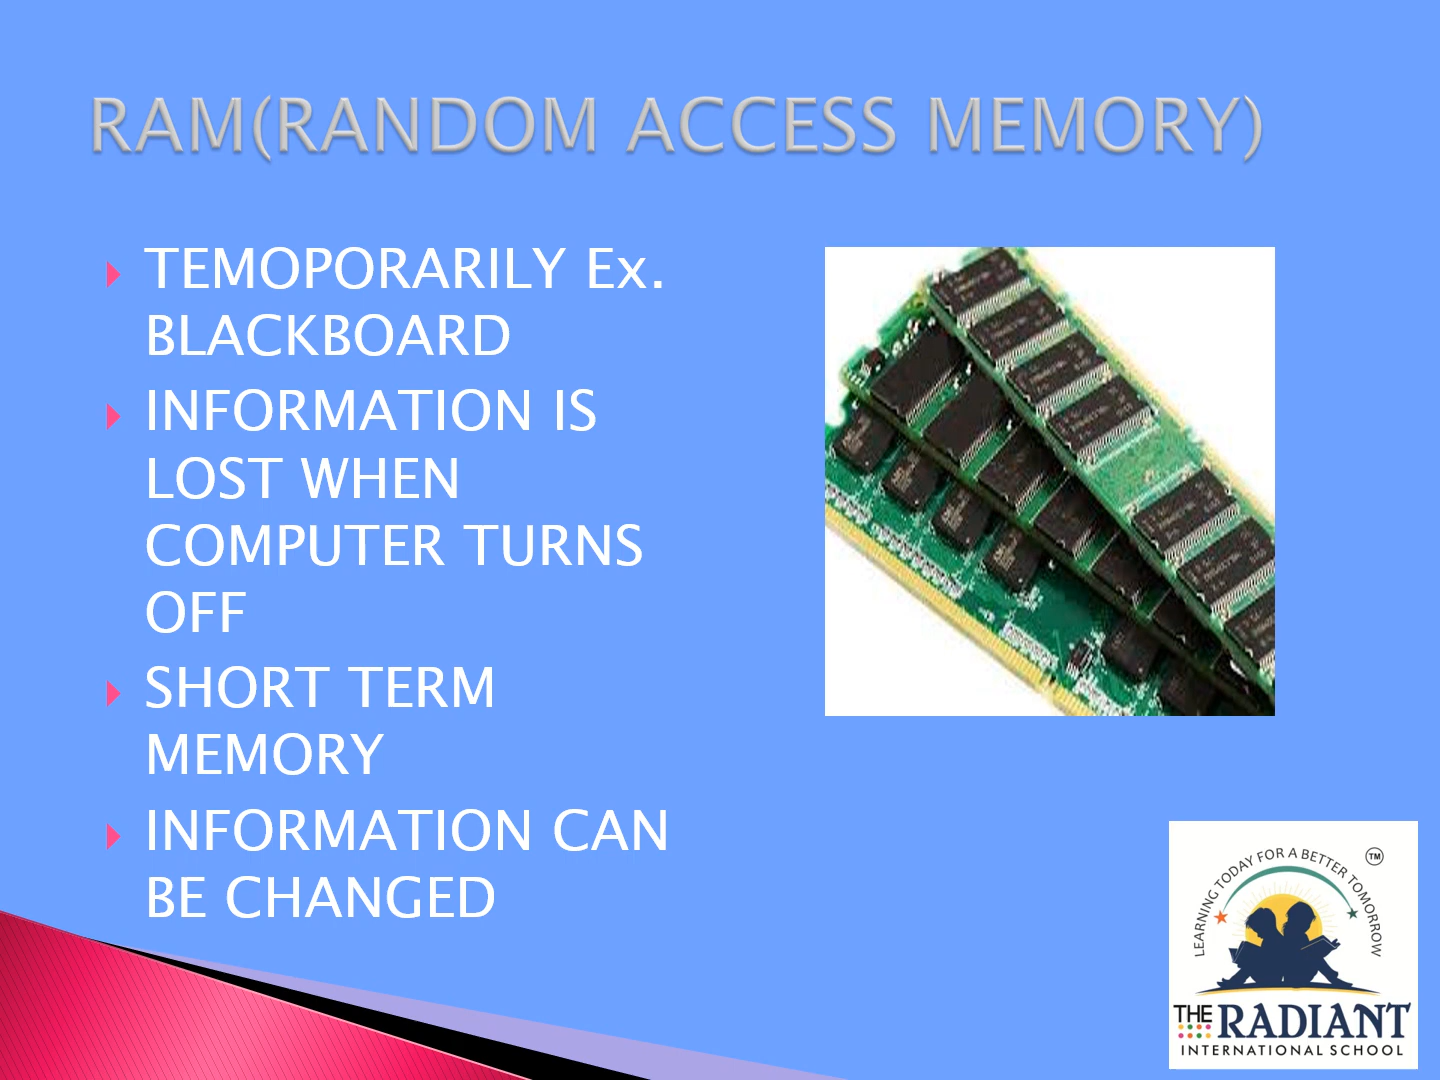 RAM(RANDOM ACCESS MEMORY)
TEMOPORARILY Ex.
BLACKBOARD
INFORMATION IS
LOST WHEN
COMPUTER TURNS
OFF
SHORT TERM
MEMORY
INFORMATION CAN
BE CHANGED
LEARNING TODAY FOR A BETTER TOMORROW
TM
THE RADIANT
INTERNATIONAL SCHOOL